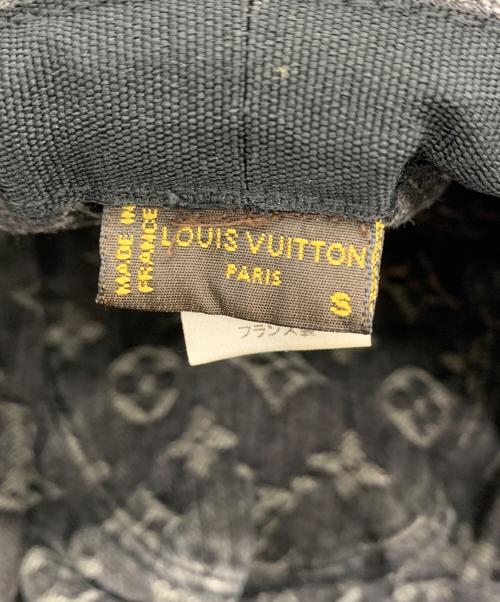 MADE IN
FRANCE
LOUIS VUITTON
PARIS
S
フランス製